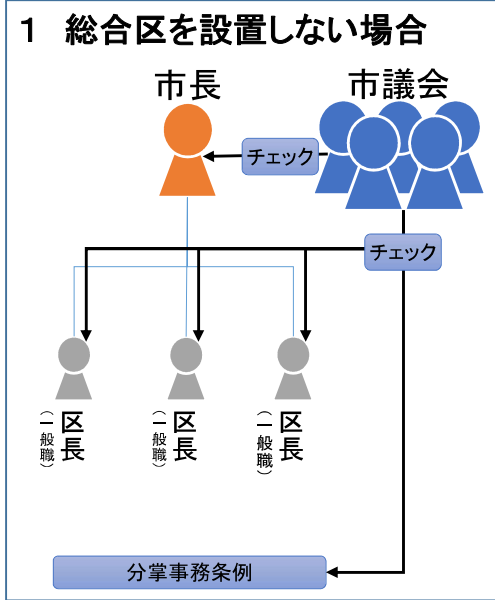 1 総合区を設置しない場合
市長
市議会
チェック
チェック
区長
(一般職)
区長
(一般職)
区長
(一般職)
分掌事務条例